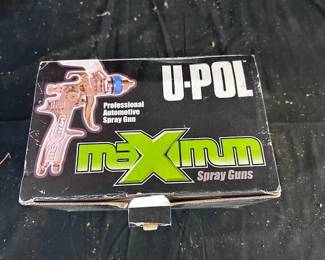 U-POL
Professional
Automotive
Spray Gun
maximum
Spray Guns